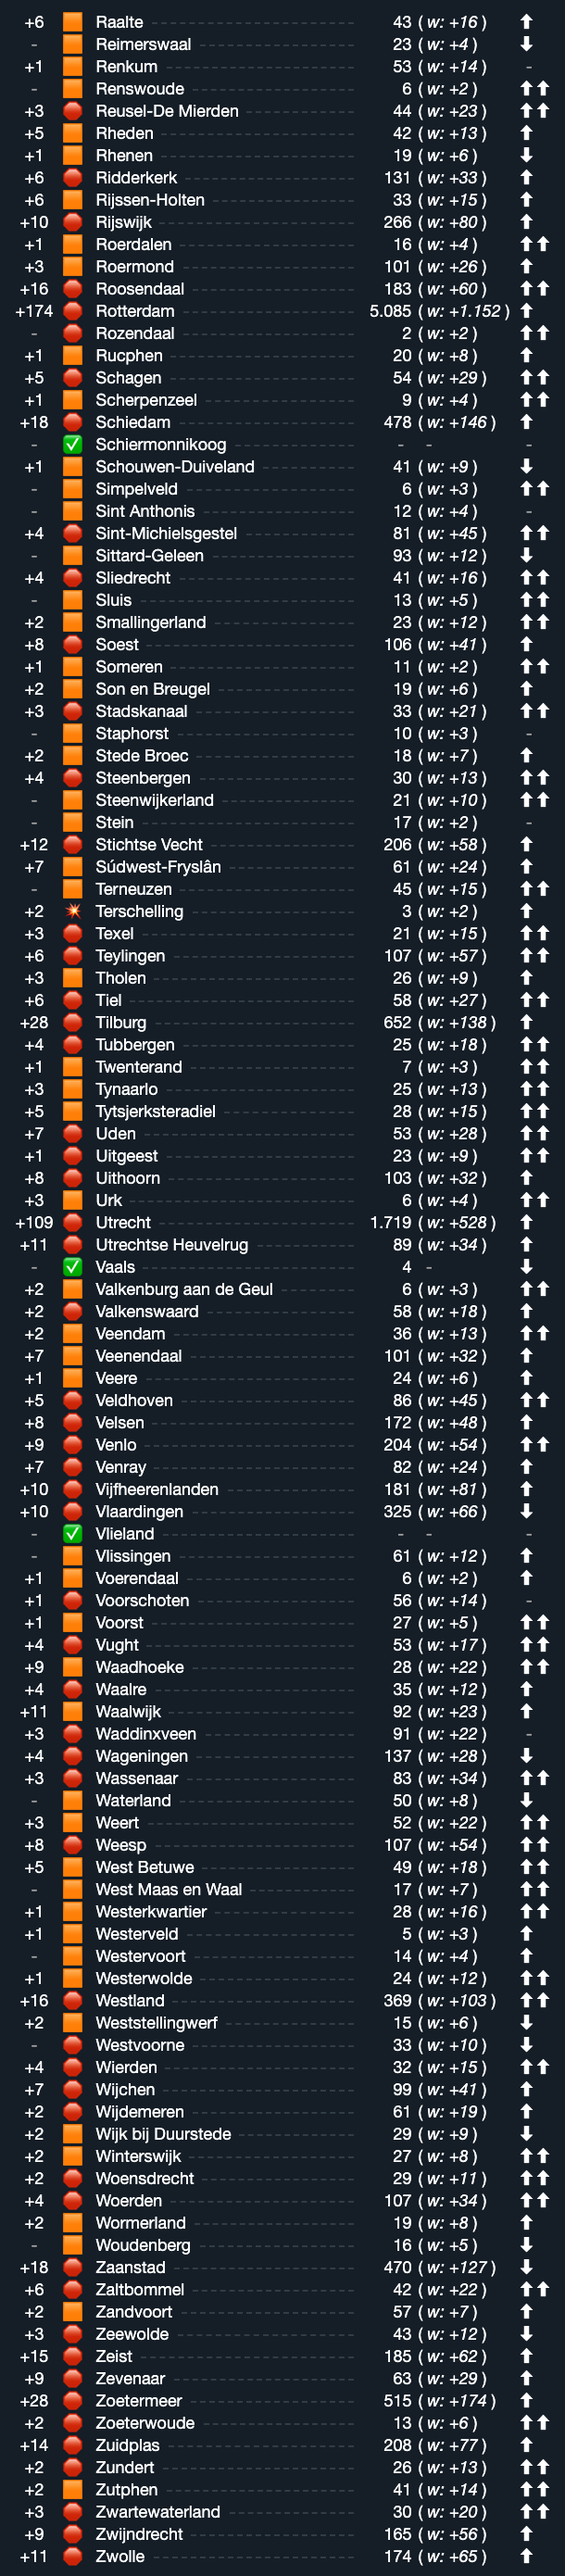 +6 Raalte 43 (w: +16) ⬆
- Reimerswaal 23 (w: +4) ⬇
+1 Renkum 53 (w: +14) -
- Renswoude 6 (w: +2) ⬆⬆
+3 Reusel-De Mierden 44 (w: +23) ⬆⬆
+5 Rheden 42 (w: +13) ⬆
+1 Rhenen 19 (w: +6) ⬇
+6 Ridderkerk 131 (w: +33) ⬆
+6 Rijssen-Holten 33 (w: +15) ⬆
+10 Rijswijk 266 (w: +80) ⬆
+1 Roerdalen 16 (w: +4) ⬆⬆
+3 Roermond 101 (w: +26) ⬆
+16 Roosendaal 183 (w: +60) ⬆⬆
+174 Rotterdam 5.085 (w: +1.152) ⬆
- Rozendaal 2 (w: +2) ⬆⬆
+1 Rucphen 20 (w: +8) ⬆
+5 Schagen 54 (w: +29) ⬆⬆
+1 Scherpenzeel 9 (w: +4) ⬆⬆
+18 Schiedam 478 (w: +146) ⬆
- Schiermonnikoog - - -
+1 Schouwen-Duiveland 41 (w: +9) ⬇
- Simpelveld 6 (w: +3) ⬆⬆
- Sint Anthonis 12 (w: +4) -
+4 Sint-Michielsgestel 81 (w: +45) ⬆⬆
- Sittard-Geleen 93 (w: +12) ⬇
+4 Sliedrecht 41 (w: +16) ⬆⬆
- Sluis 13 (w: +5) ⬆⬆
+2 Smallingerland 23 (w: +12) ⬆⬆
+8 Soest 106 (w: +41) ⬆
+1 Someren 11 (w: +2) ⬆⬆
+2 Son en Breugel 19 (w: +6) ⬆
+3 Stadskanaal 33 (w: +21) ⬆⬆
- Staphorst 10 (w: +3) -
+2 Stede Broec 18 (w: +7) ⬆
+4 Steenbergen 30 (w: +13) ⬆⬆
- Steenwijkerland 21 (w: +10) ⬆⬆
- Stein 17 (w: +2) -
+12 Stichtse Vecht 206 (w: +58) ⬆
+7 Súdwest-Fryslân 61 (w: +24) ⬆
- Terneuzen 45 (w: +15) ⬆⬆
+2 Terschelling 3 (w: +2) ⬆
+3 Texel 21 (w: +15) ⬆⬆
+6 Teylingen 107 (w: +57) ⬆⬆
+3 Tholen 26 (w: +9) ⬆
+6 Tiel 58 (w: +27) ⬆⬆
+28 Tilburg 652 (w: +138) ⬆
+4 Tubbergen 25 (w: +18) ⬆⬆
+1 Twenterand 7 (w: +3) ⬆⬆
+3 Tynaarlo 25 (w: +13) ⬆⬆
+5 Tytsjerksteradiel 28 (w: +15) ⬆⬆
+7 Uden 53 (w: +28) ⬆⬆
+1 Uitgeest 23 (w: +9) ⬆⬆
+8 Uithoorn 103 (w: +32) ⬆
+3 Urk 6 (w: +4) ⬆⬆
+109 Utrecht 1.719 (w: +528) ⬆
+11 Utrechtse Heuvelrug 89 (w: +34) ⬆
- Vaals 4 - ⬇
+2 Valkenburg aan de Geul 6 (w: +3) ⬆⬆
+2 Valkenswaard 58 (w: +18) ⬆
+2 Veendam 36 (w: +13) ⬆⬆
+7 Veenendaal 101 (w: +32) ⬆
+1 Veere 24 (w: +6) ⬆
+5 Veldhoven 86 (w: +45) ⬆⬆
+8 Velsen 172 (w: +48) ⬆
+9 Venlo 204 (w: +54) ⬆⬆
+7 Venray 82 (w: +24) ⬆
+10 Vijfheerenlanden 181 (w: +81) ⬆
+10 Vlaardingen 325 (w: +66) ⬇
- Vlieland - - -
- Vlissingen 61 (w: +12) ⬆
+1 Voerendaal 6 (w: +2) ⬆
+1 Voorschoten 56 (w: +14) -
+1 Voorst 27 (w: +5) ⬆⬆
+4 Vught 53 (w: +17) ⬆⬆
+9 Waadhoeke 28 (w: +22) ⬆⬆
+4 Waalre 35 (w: +12) ⬆
+11 Waalwijk 92 (w: +23) ⬆
+3 Waddinxveen 91 (w: +22) -
+4 Wageningen 137 (w: +28) ⬇
+3 Wassenaar 83 (w: +34) ⬆⬆
- Waterland 50 (w: +8) ⬇
+3 Weert 52 (w: +22) ⬆⬆
+8 Weesp 107 (w: +54) ⬆⬆
+5 West Betuwe 49 (w: +18) ⬆⬆
- West Maas en Waal 17 (w: +7) ⬆⬆
+1 Westerkwartier 28 (w: +16) ⬆⬆
+1 Westerveld 5 (w: +3) ⬆
- Westervoort 14 (w: +4) ⬆
+1 Westerwolde 24 (w: +12) ⬆⬆
+16 Westland 369 (w: +103) ⬆⬆
+2 Weststellingwerf 15 (w: +6) ⬇
- Westvoorne 33 (w: +10) ⬇
+4 Wierden 32 (w: +15) ⬆⬆
+7 Wijchen 99 (w: +41) ⬆
+2 Wijdemeren 61 (w: +19) ⬆
+2 Wijk bij Duurstede 29 (w: +9) ⬇
+2 Winterswijk 27 (w: +8) ⬆⬆
+2 Woensdrecht 29 (w: +11) ⬆⬆
+4 Woerden 107 (w: +34) ⬆⬆
+2 Wormerland 19 (w: +8) ⬆
- Woudenberg 16 (w: +5) ⬇
+18 Zaanstad 470 (w: +127) ⬇
+6 Zaltbommel 42 (w: +22) ⬆⬆
+2 Zandvoort 57 (w: +7) ⬆
+3 Zeewolde 43 (w: +12) ⬇
+15 Zeist 185 (w: +62) ⬆
+9 Zevenaar 63 (w: +29) ⬆
+28 Zoetermeer 515 (w: +174) ⬆
+2 Zoeterwoude 13 (w: +6) ⬆⬆
+14 Zuidplas 208 (w: +77) ⬆
+2 Zundert 26 (w: +13) ⬆⬆
+2 Zutphen 41 (w: +14) ⬆⬆
+3 Zwartewaterland 30 (w: +20) ⬆⬆
+9 Zwijndrecht 165 (w: +56) ⬆
+11 Zwolle 174 (w: +65) ⬆